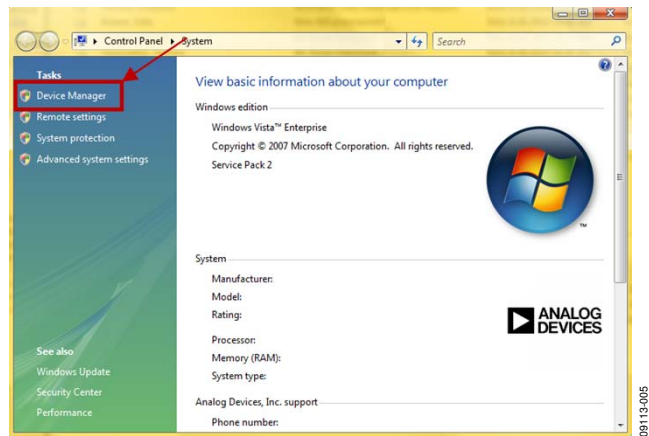 Control Panel
System
Search
Tasks
Device Manager
Remote settings
System protection
Advanced system settings
See also
Windows Update
Security Center
Performance
View basic information about your computer
Windows edition
Windows Vista™ Enterprise
Copyright © 2007 Microsoft Corporation. All rights reserved.
Service Pack 2
TM
System
Manufacturer:
Model:
Rating:
Processor:
Memory (RAM):
System type:
ANALOG
DEVICES
Analog Devices, Inc. support
Phone number:
09113-005